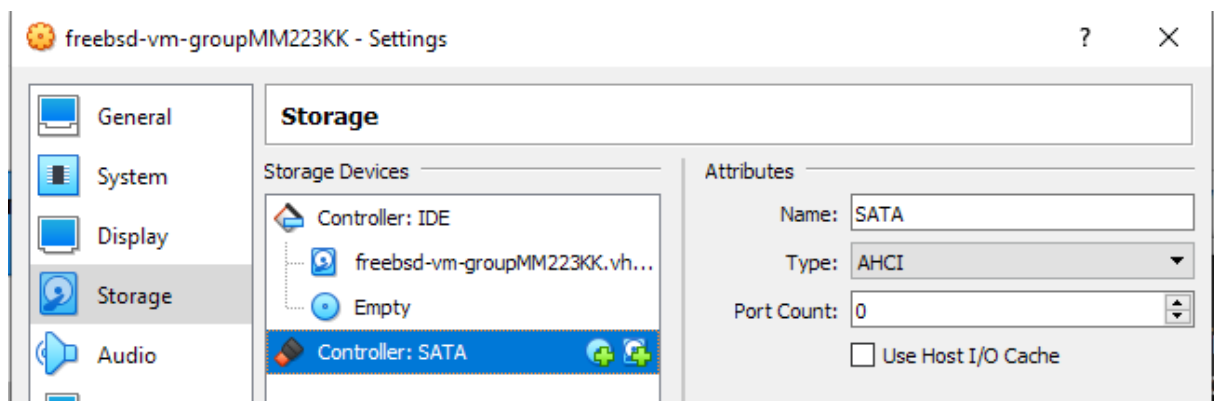 freebsd-vm-groupMM223KK - Settings ? ×
General
System
Display
Storage
Audio
Storage
Storage Devices
Controller: IDE
freebsd-vm-groupMM223KK.vh...
Empty
Controller: SATA
Attributes
Name: SATA
Type: AHCI
Port Count: 0
Use Host I/O Cache